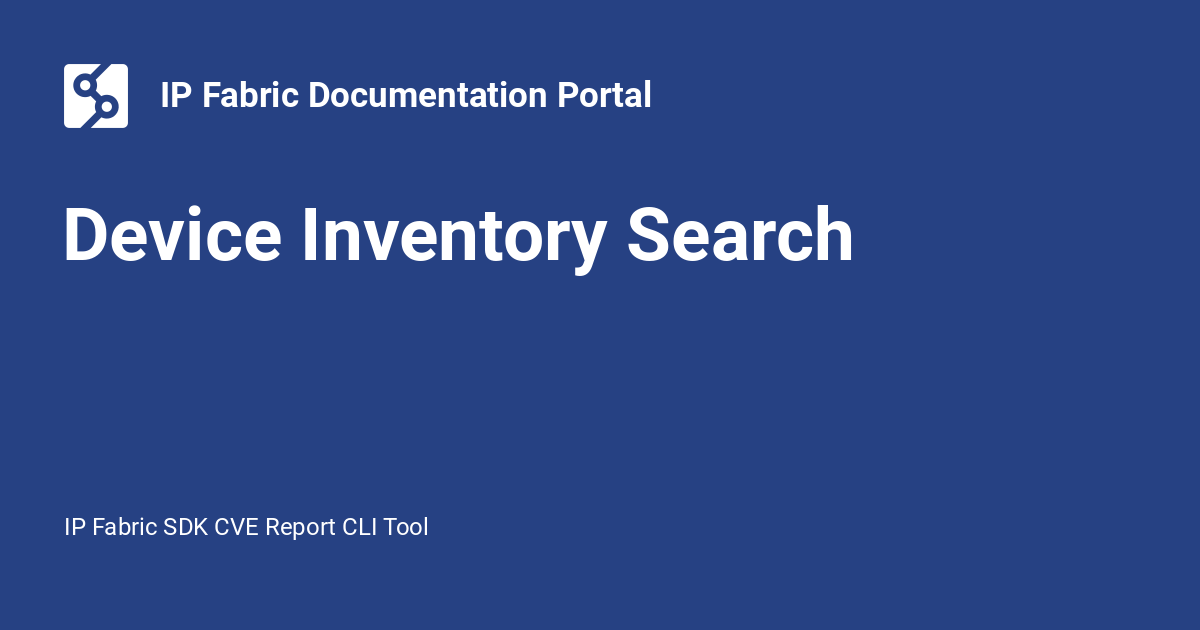 IP Fabric Documentation Portal
Device Inventory Search
IP Fabric SDK CVE Report CLI Tool